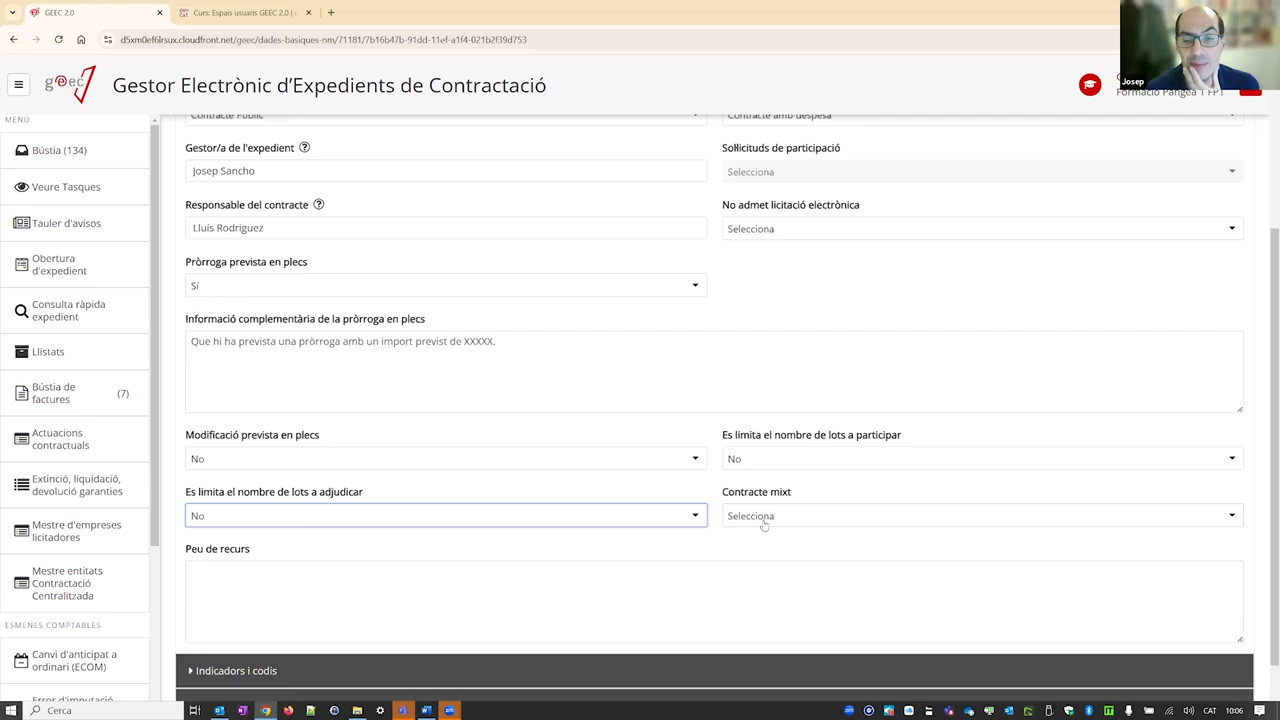 GEEC 2.0
Curs: Espais usuaris GEEC 2.0 |
d5xm0ef6lrsux.cloudfront.net/geec/dades-basiques-nm/71181/7b16b47b-91dd-11ef-a1f4-021b2f39d753
Josep
geec
Gestor Electrònic d'Expedients de Contractació
Formació Pangea 1 FPT
MENÚ
Bústia (134)
Veure Tasques
Tauler d'avisos
Obertura
d'expedient
Consulta ràpida
expedient
Llistats
Bústia de
factures
(7)
Actuacions
contractuals
Extinció, liquidació,
devolució garanties
Mestre d'empreses
licitadores
Mestre entitats
Contractació
Centralitzada
ESMENES COMPTABLES
Canvi d'anticipat a
ordinari (ECOM)
Error d'imputació
Contracte Públic
Contracte amb despesa
Gestor/a de l'expedient
Sol·licituds de participació
Josep Sancho
Selecciona
Responsable del contracte
No admet licitació electrònica
Lluís Rodriguez
Selecciona
Pròrroga prevista en plecs
Sí
Informació complementària de la pròrroga en plecs
Que hi ha prevista una pròrroga amb un import previst de XXXXX.
Modificació prevista en plecs
Es limita el nombre de lots a participar
No
No
Es limita el nombre de lots a adjudicar
Contracte mixt
No
Selecciona
Peu de recurs
Indicadors i codis
Cerca
CAT
10:06